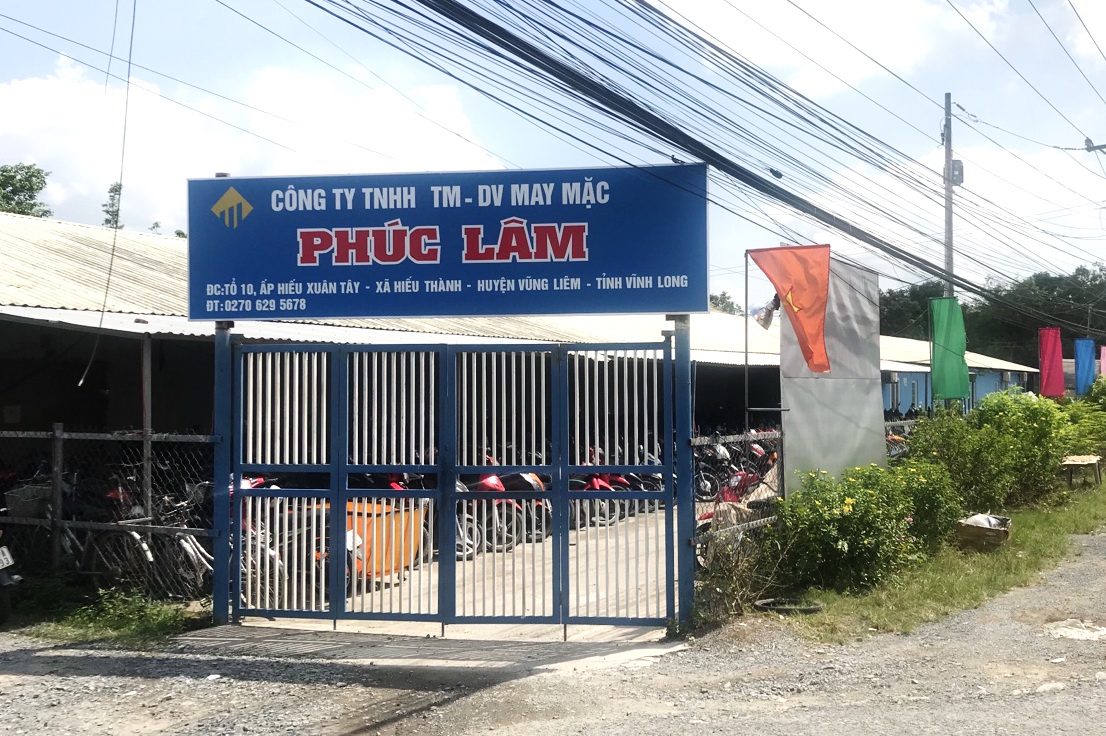 CÔNG TY TNHH TM - DV MAY MẶC
PHÚC LÂM
ĐC:TỔ 10, ẤP HIẾU XUÂN TÂY - XÃ HIẾU THÀNH - HUYỆN VŨNG LIÊM - TỈNH VĨNH LONG
ĐT: 0270 629 5678